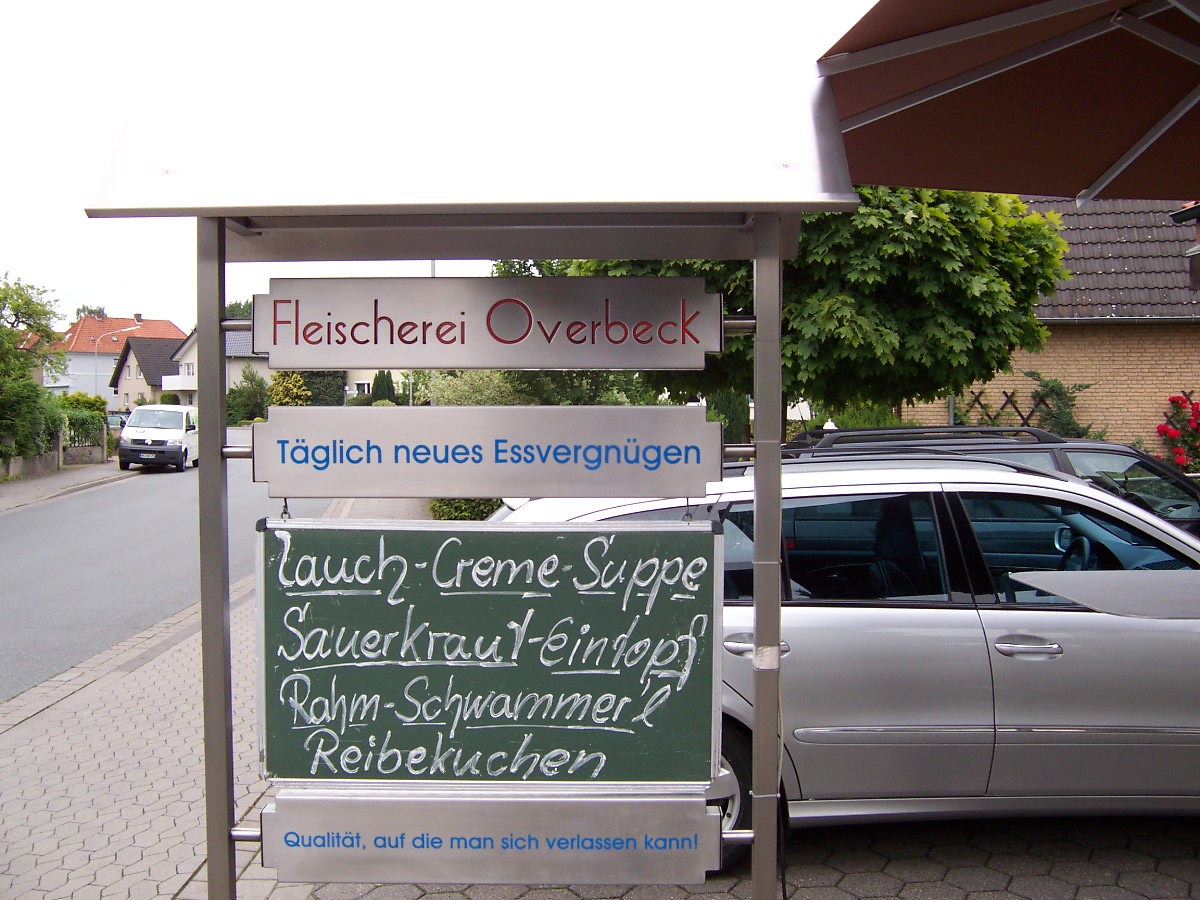 Fleischerei Overbeck
Täglich neues Essvergnügen
Lauch-Creme-Suppe
Sauerkraut-Eintopf
Rahm-Schwammer'l
Reibekuchen
Qualität, auf die man sich verlassen kann!